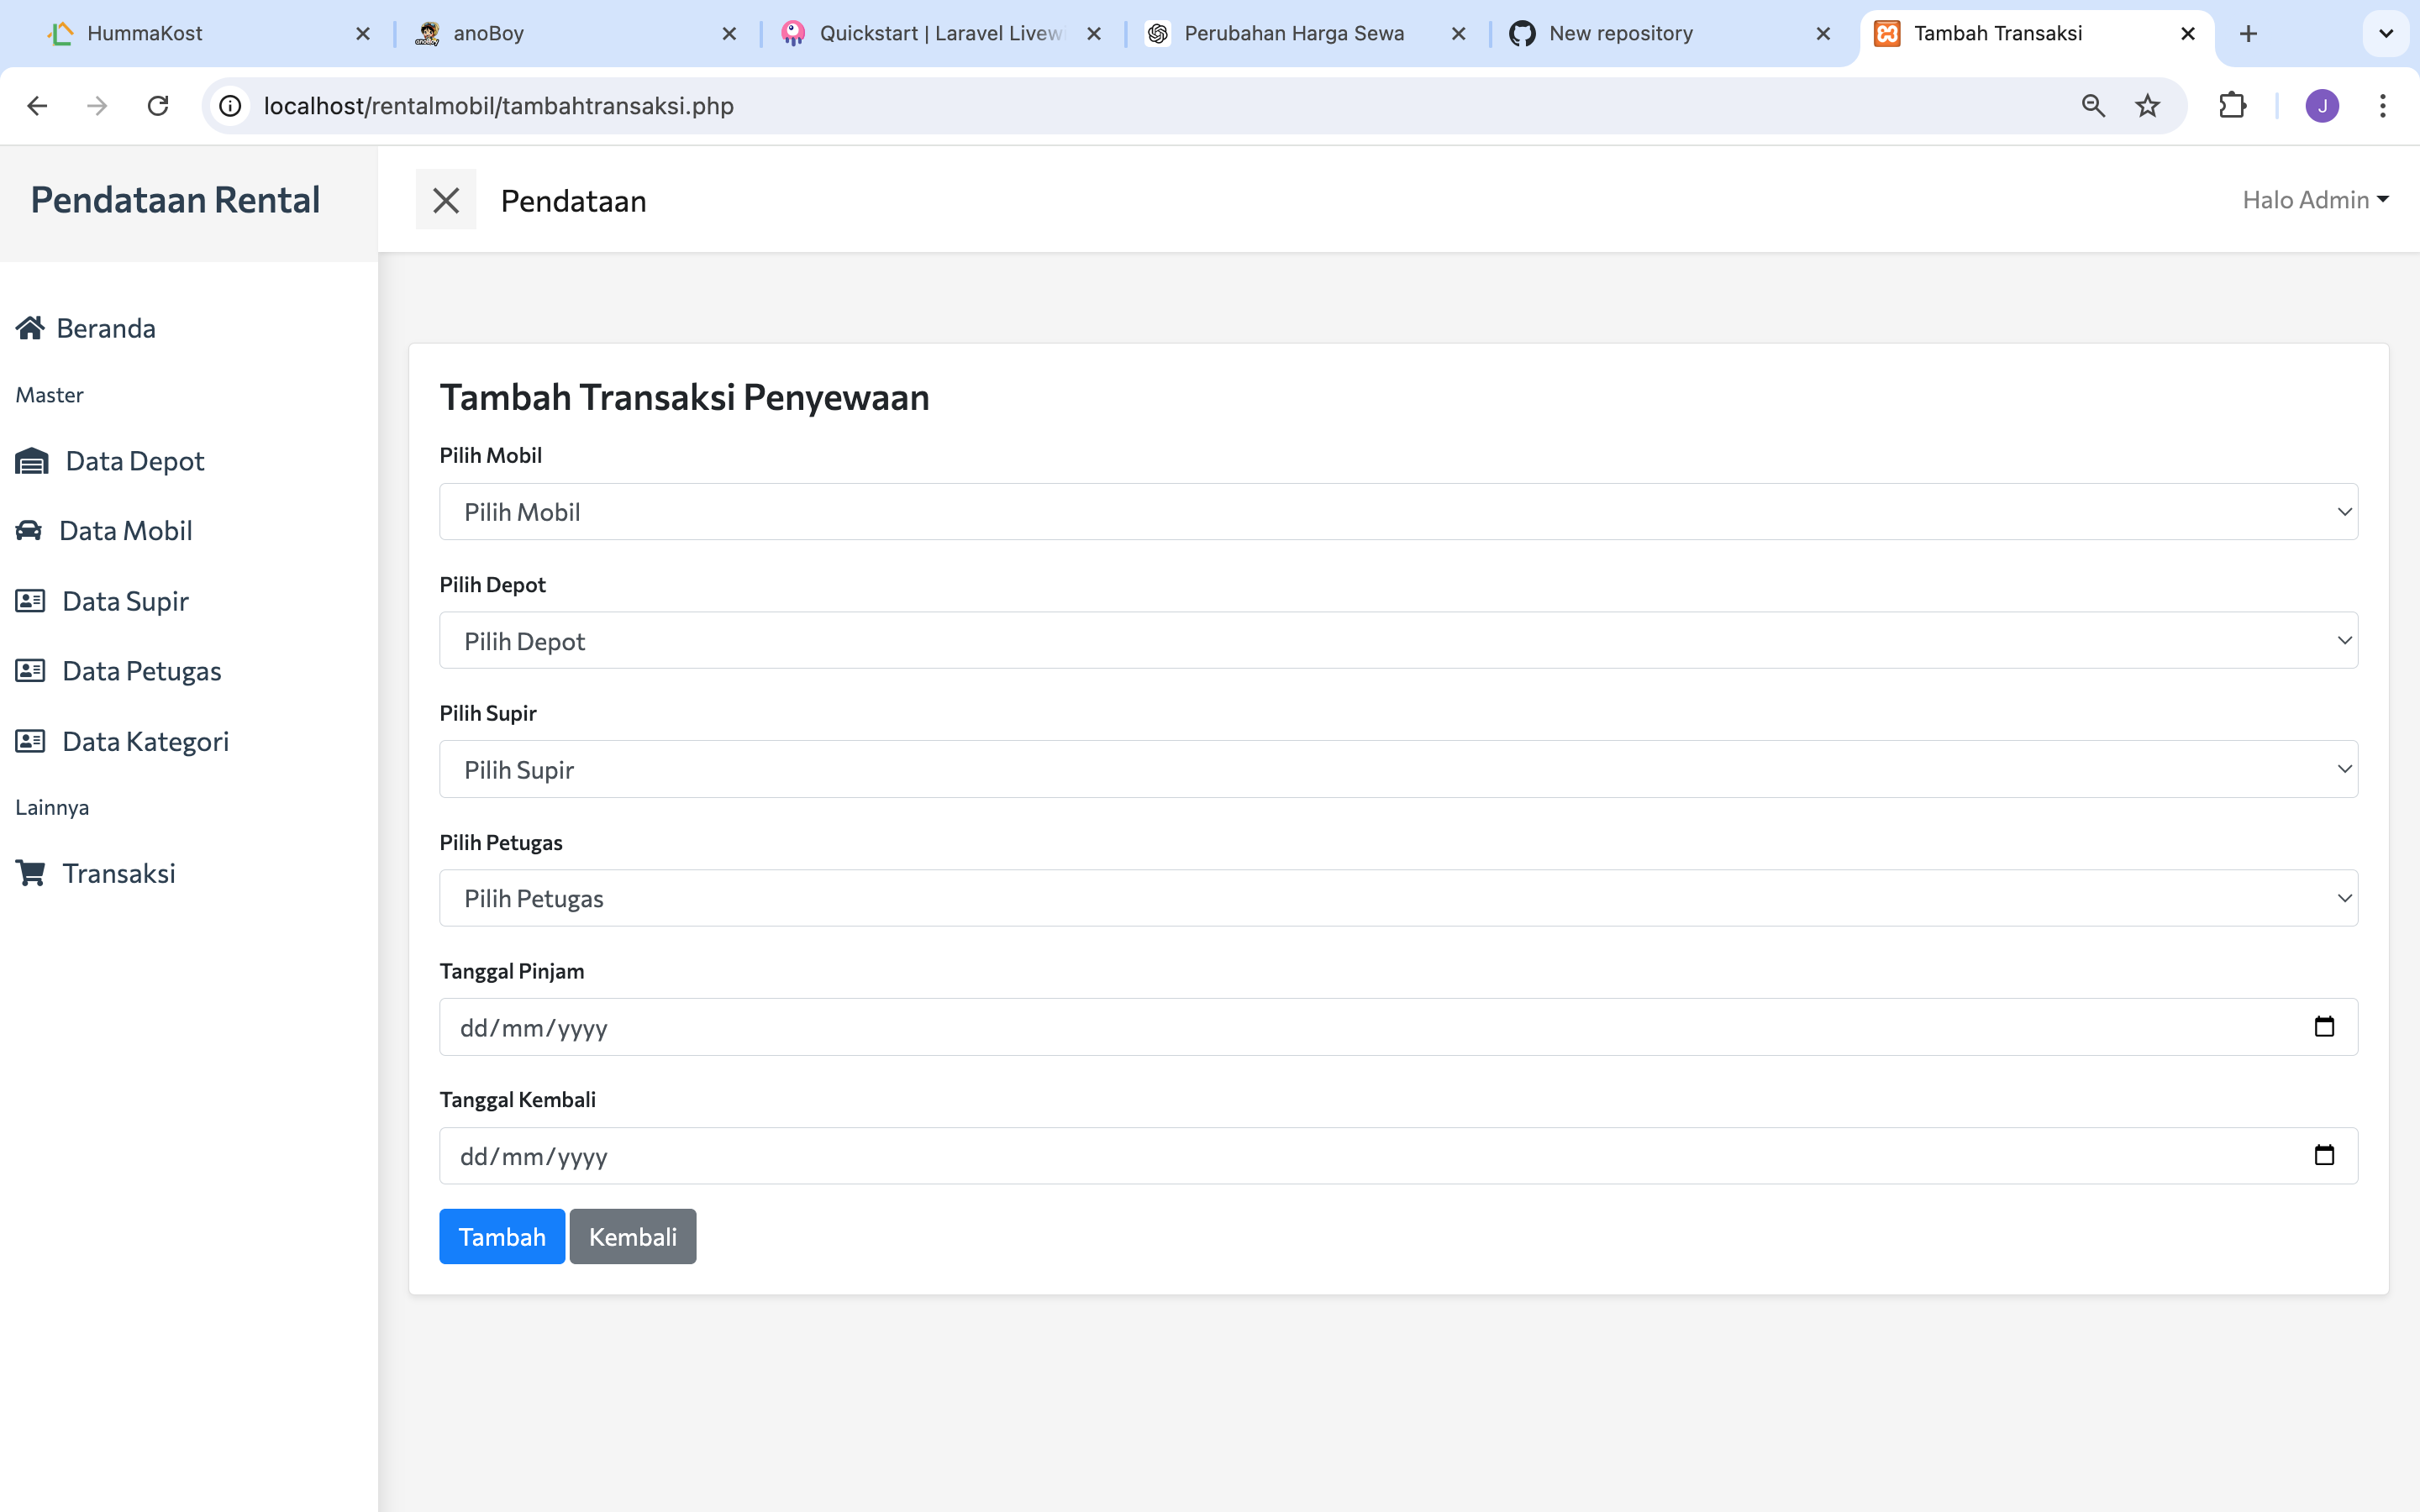 HummaKost
anoBoy
Quickstart | Laravel Livewi
Perubahan Harga Sewa
New repository
Tambah Transaksi
localhost/rentalmobil/tambahtransaksi.php
J
Pendataan Rental
Pendataan
Halo Admin
Beranda
Master
Data Depot
Data Mobil
Data Supir
Data Petugas
Data Kategori
Lainnya
Transaksi
Tambah Transaksi Penyewaan
Pilih Mobil
Pilih Mobil
Pilih Depot
Pilih Depot
Pilih Supir
Pilih Supir
Pilih Petugas
Pilih Petugas
Tanggal Pinjam
dd/mm/yyyy
Tanggal Kembali
dd/mm/yyyy
Tambah
Kembali